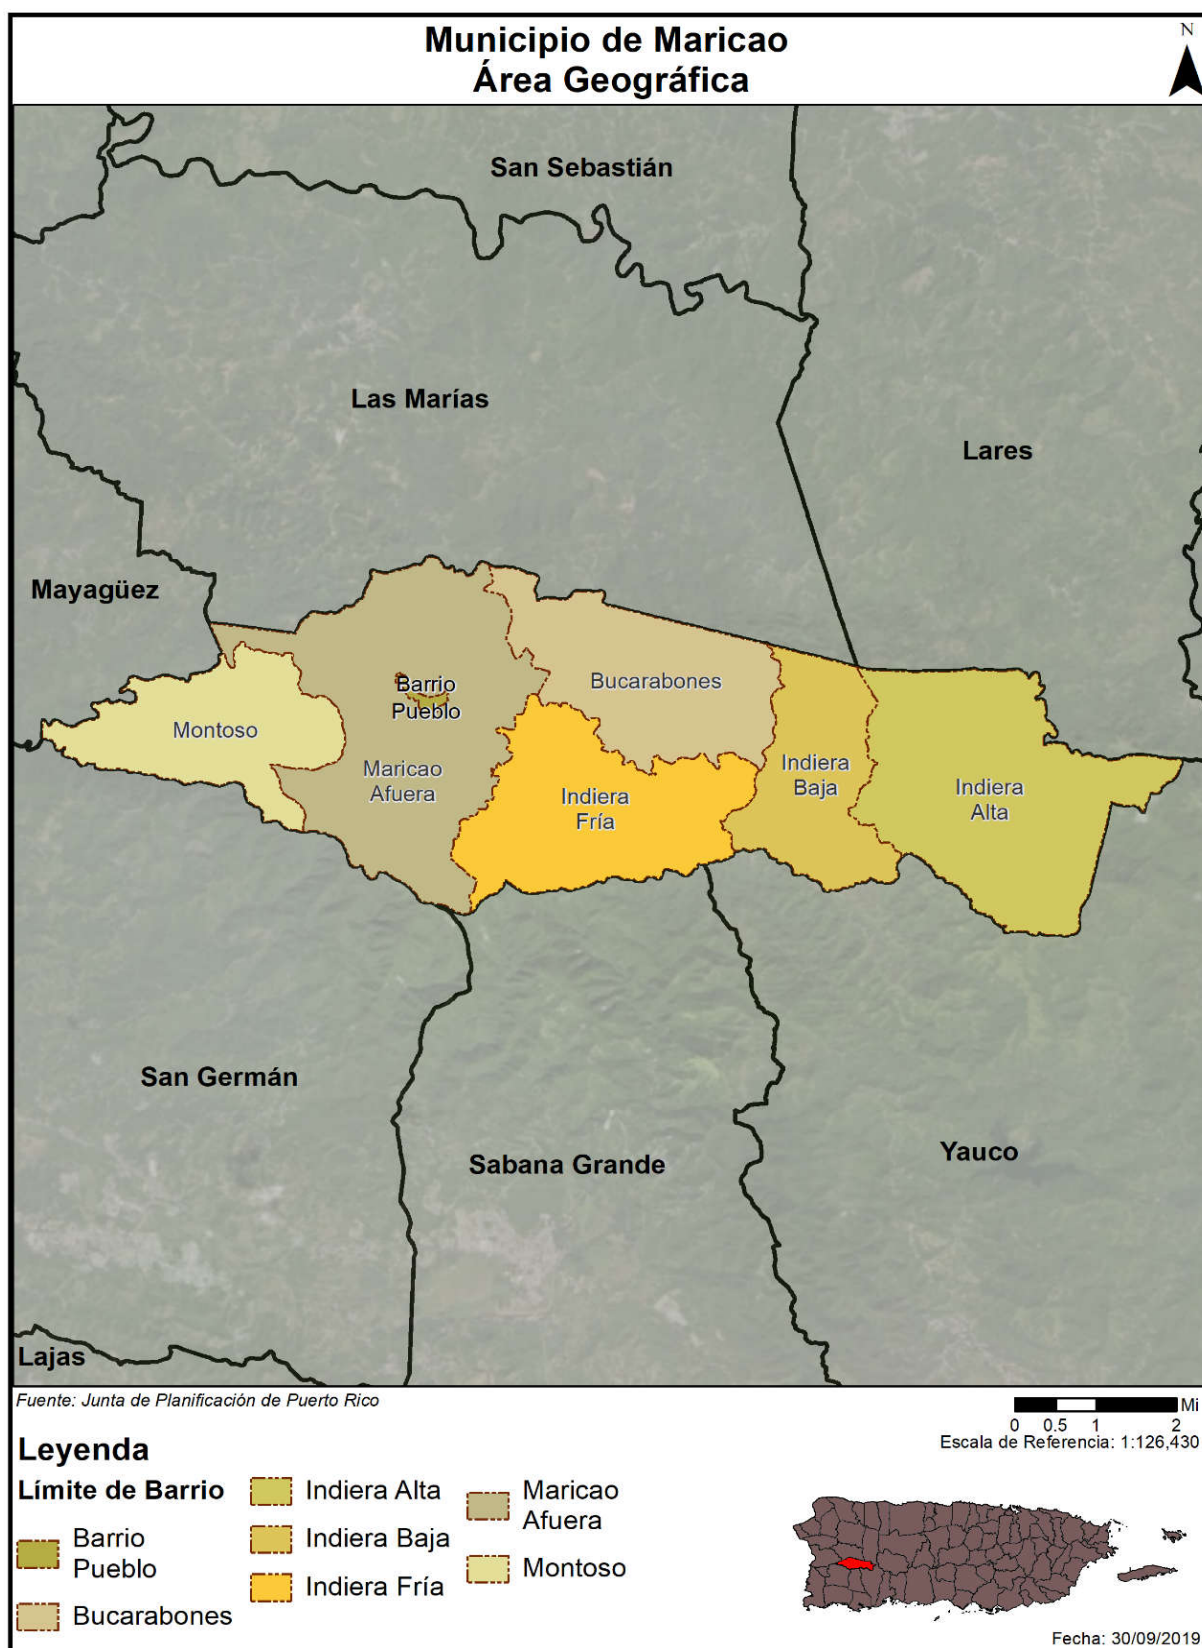 Municipio de Maricao
Área Geográfica
N
San Sebastián
Las Marías
Lares
Mayagüez
Barrio
Pueblo
Bucarabones
Montoso
Maricao
Afuera
Indiera
Fría
Indiera
Baja
Indiera
Alta
San Germán
Sabana Grande
Yauco
Lajas
Fuente: Junta de Planificación de Puerto Rico
Mi
0 0.5 1 2
Escala de Referencia: 1:126,430
Leyenda
Límite de Barrio
Barrio
Pueblo
Bucarabones
Indiera Alta
Indiera Baja
Indiera Fría
Maricao
Afuera
Montoso
Fecha: 30/09/2019